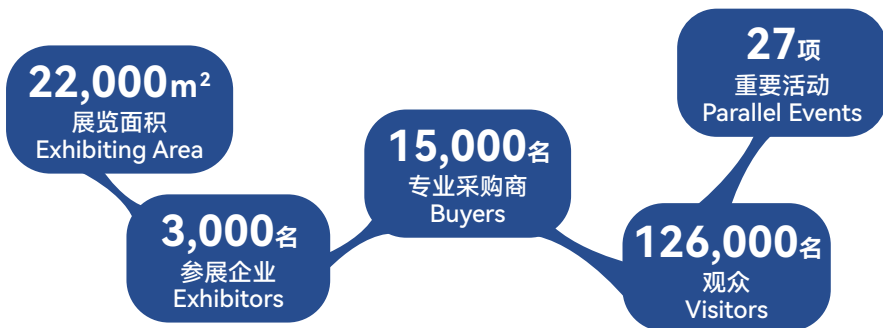 22,000m²
展览面积
Exhibiting Area
3,000名
参展企业
Exhibitors
15,000名
专业采购商
Buyers
126,000名
观众
Visitors
27项
重要活动
Parallel Events